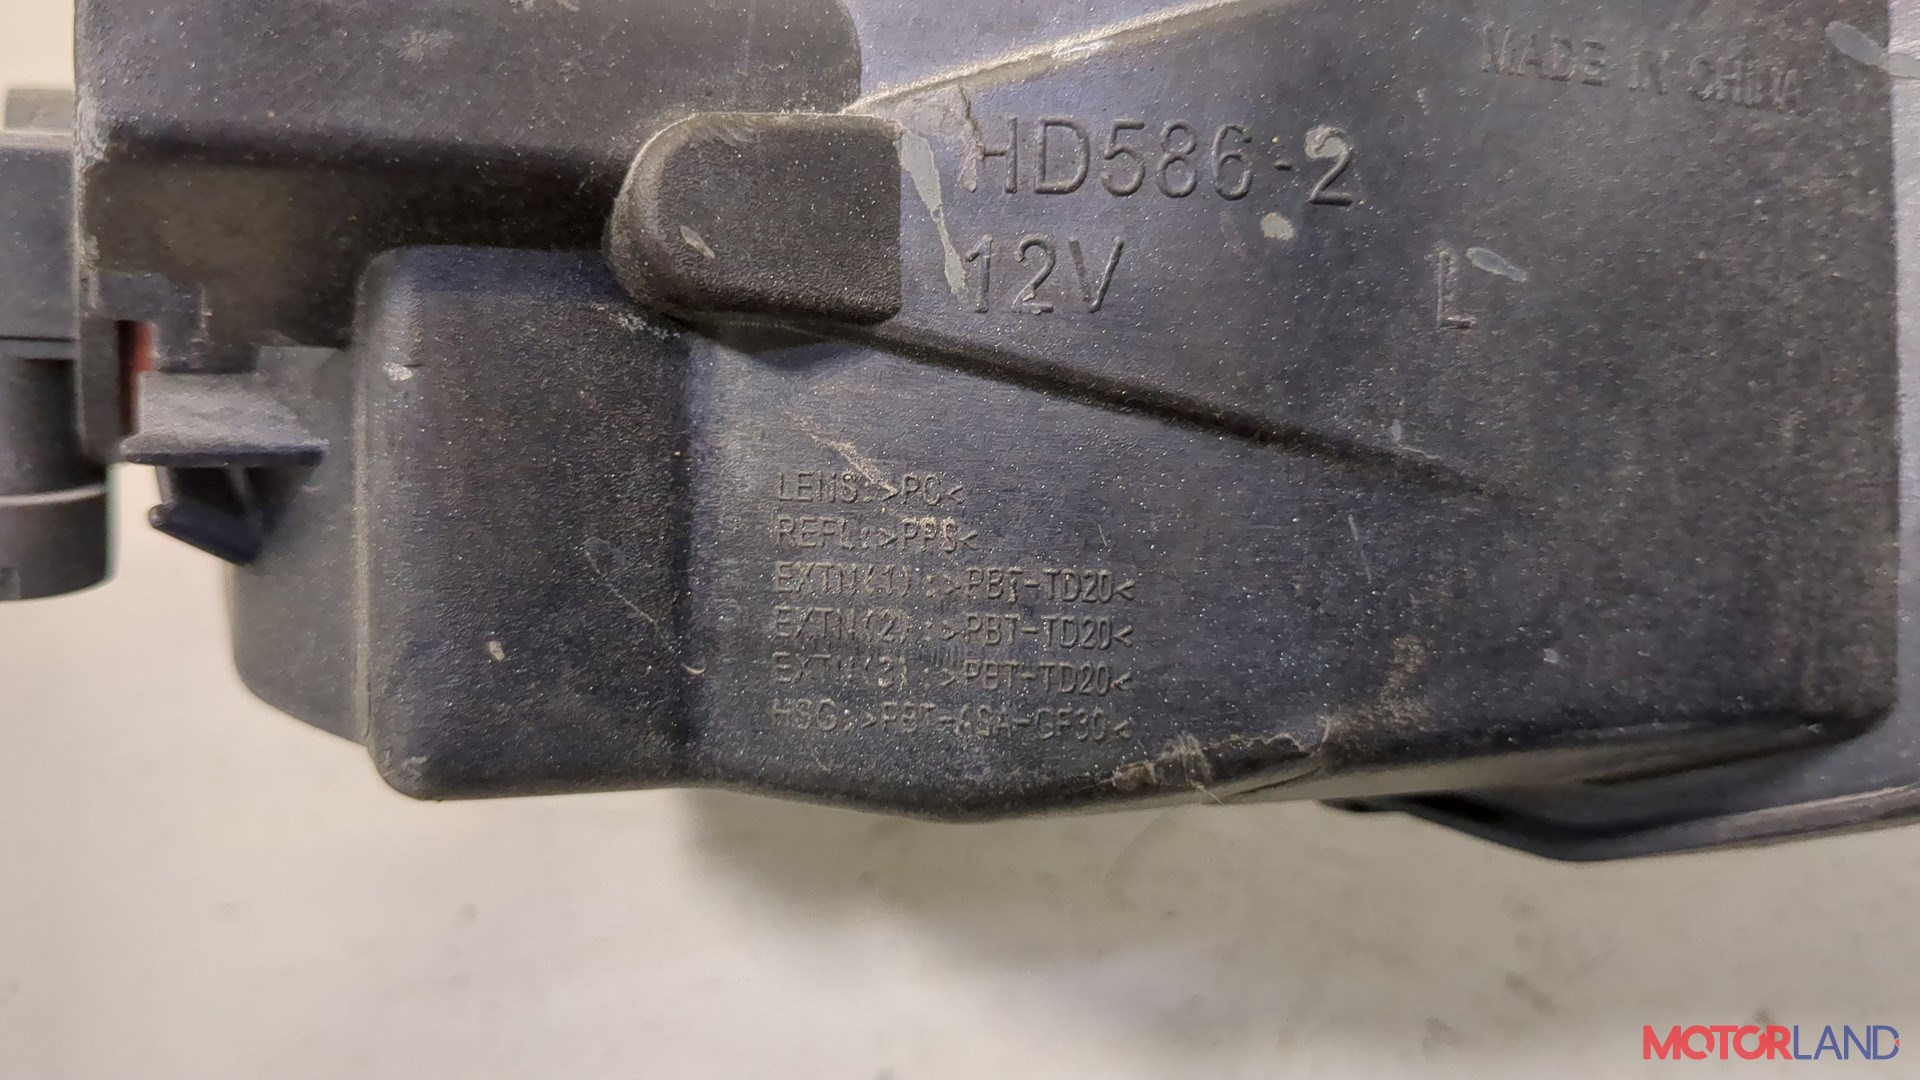 MADE IN CHINA
HD586-2
12V
L
LENS:>PC<
REFL:>PPS<
EXTN(1):>PBT-TD20<
EXTN(2):>PBT-TD20<
EXTN(3):>PBT-TD20<
HSG:>PBT-ASA-GF30<
MOTORLAND